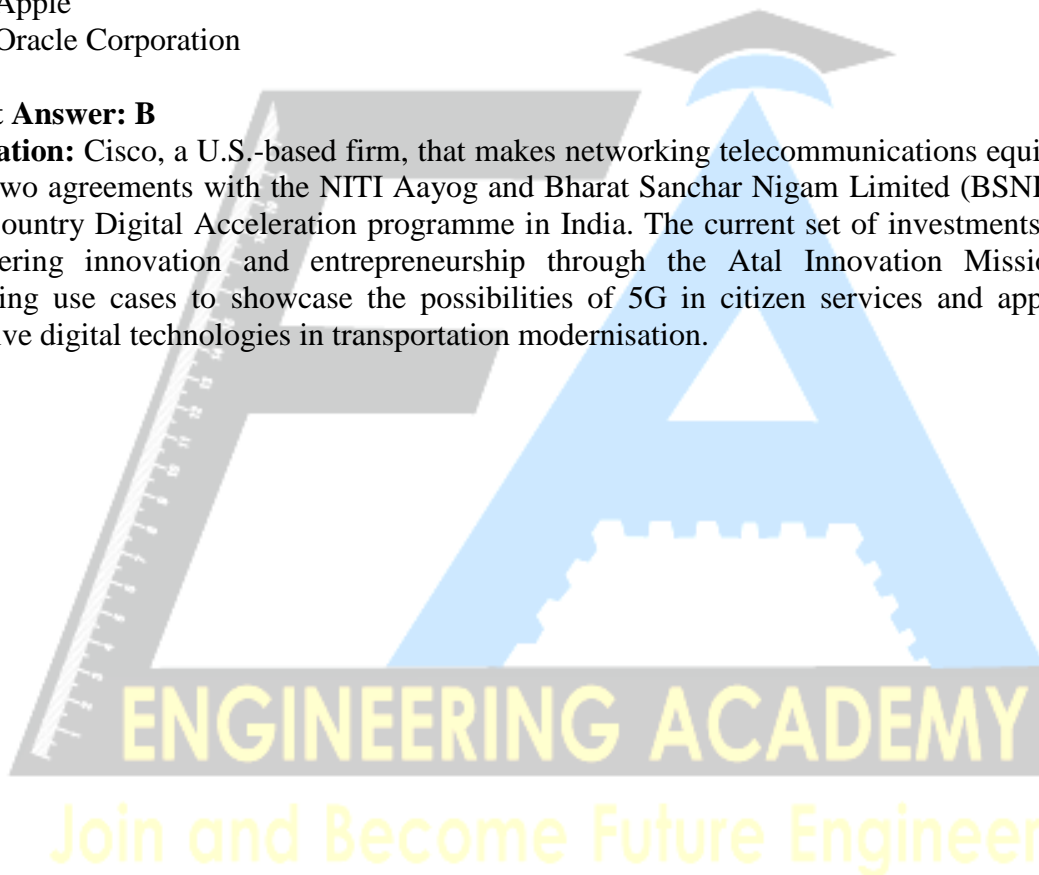 Apple
Oracle Corporation
t Answer: B
ation: Cisco, a U.S.-based firm, that makes networking telecommunications equi
wo agreements with the NITI Aayog and Bharat Sanchar Nigam Limited (BSN
ountry Digital Acceleration programme in India. The current set of investments
ering innovation and entrepreneurship through the Atal Innovation Missio
ing use cases to showcase the possibilities of 5G in citizen services and app
ive digital technologies in transportation modernisation.
ENGINEERING ACADEMY
Join and Become Future Engineer